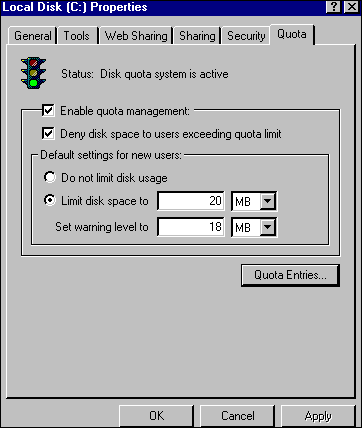 Local Disk (C:) Properties
General Tools Web Sharing Sharing Security Quota
Status: Disk quota system is active
Enable quota management:
Deny disk space to users exceeding quota limit
Default settings for new users:
Do not limit disk usage
Limit disk space to 20 MB
Set warning level to 18 MB
Quota Entries...
OK Cancel Apply